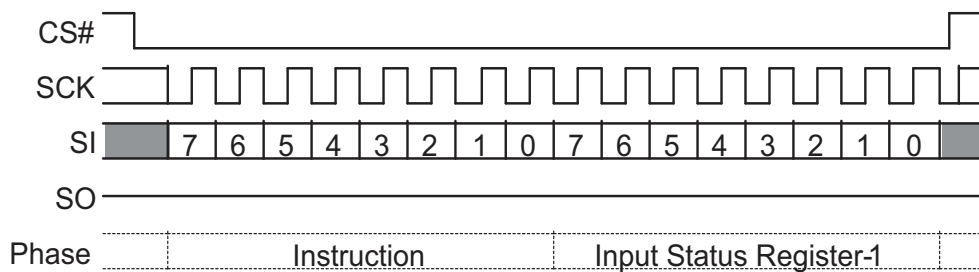 CS#
SCK
SI 7 6 5 4 3 2 1 0 7 6 5 4 3 2 1 0
SO
Phase Instruction Input Status Register-1